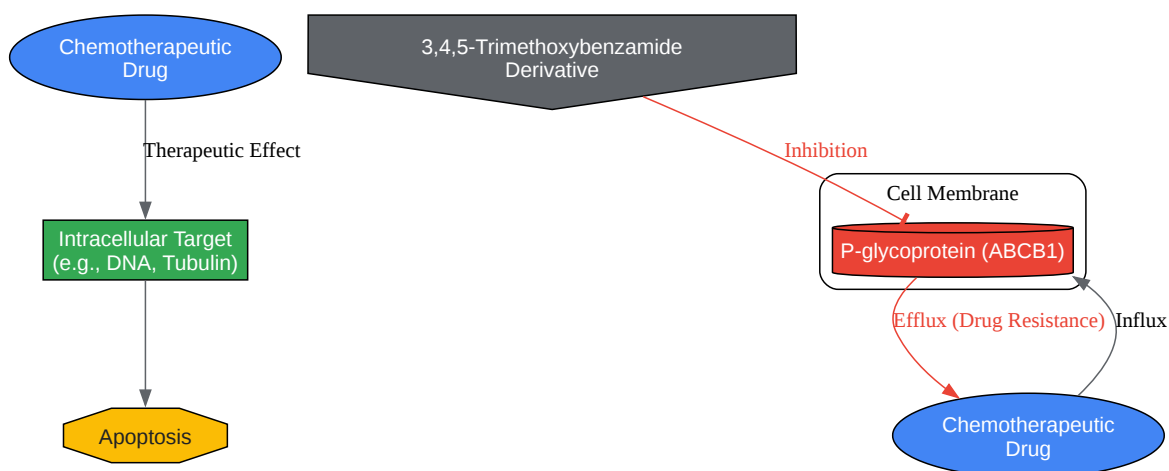 Chemotherapeutic
Drug
3,4,5-Trimethoxybenzamide
Derivative
Therapeutic Effect
Inhibition
Cell Membrane
Intracellular Target
(e.g., DNA, Tubulin)
P-glycoprotein (ABCB1)
Efflux (Drug Resistance)
Influx
Apoptosis
Chemotherapeutic
Drug